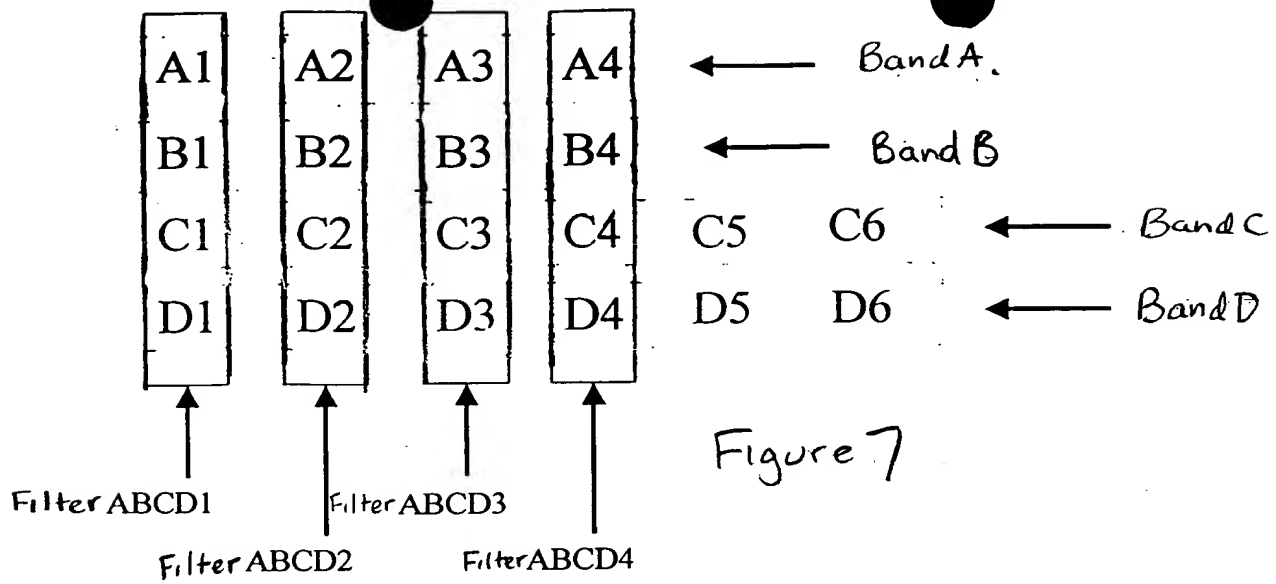 A1 A2 A3 A4 Band A.
B1 B2 B3 B4 Band B
C1 C2 C3 C4 C5 C6 Band C
D1 D2 D3 D4 D5 D6 Band D
Figure 7
Filter ABCD1 Filter ABCD3
Filter ABCD2 Filter ABCD4